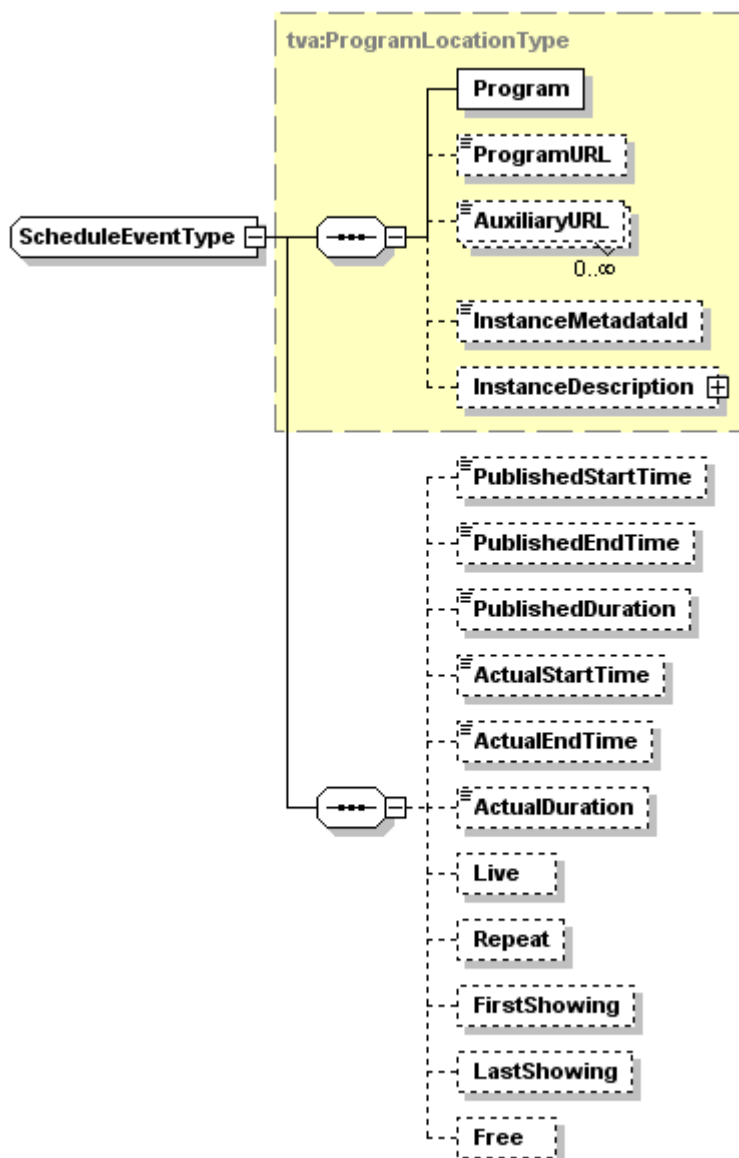 tva:ProgramLocationType
Program
ProgramURL
AuxiliaryURL
0..∞
ScheduleEventType
InstanceMetadataId
InstanceDescription
PublishedStartTime
PublishedEndTime
PublishedDuration
ActualStartTime
ActualEndTime
ActualDuration
Live
Repeat
FirstShowing
LastShowing
Free